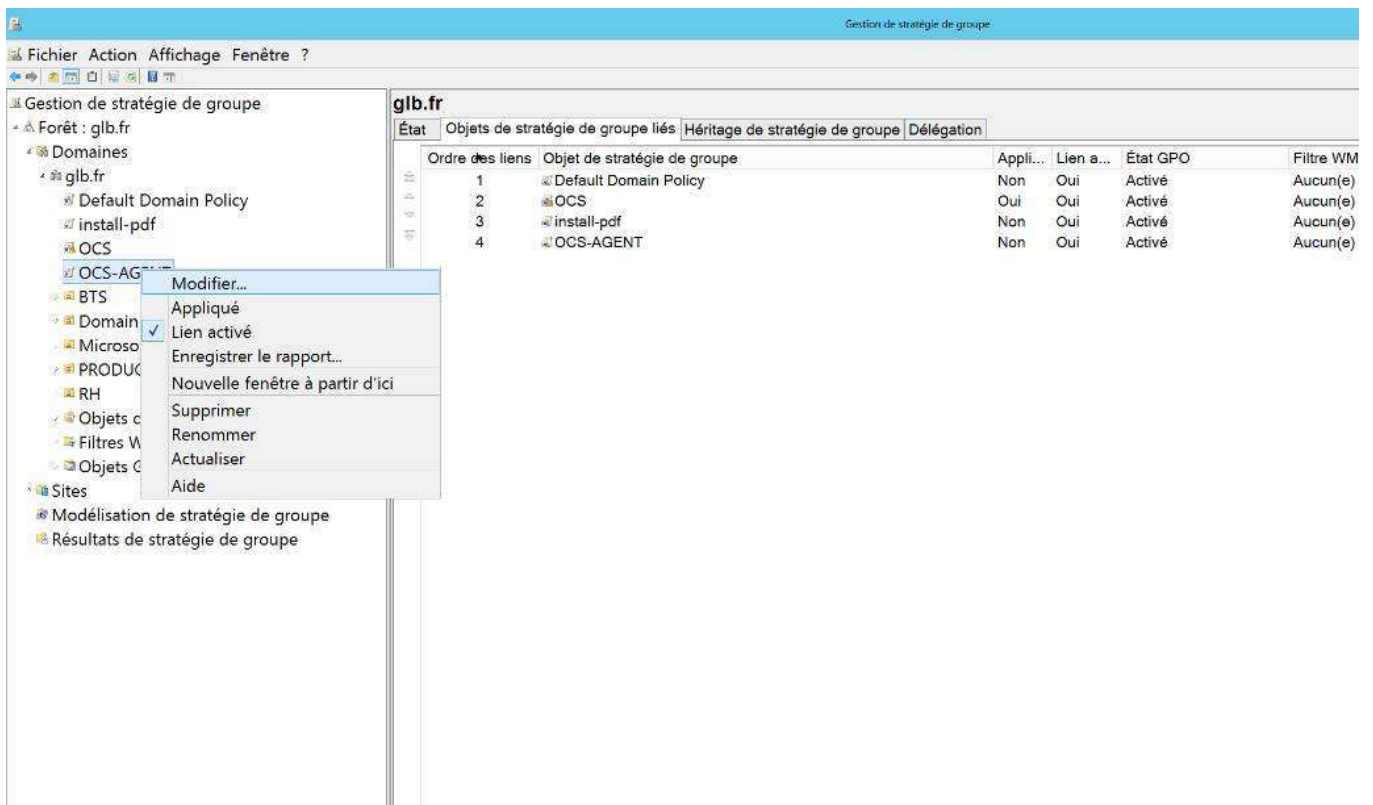 Gestion de stratégie de groupe
Fichier Action Affichage Fenêtre ?
Gestion de stratégie de groupe
Forêt : glb.fr
Domaines
glb.fr
Default Domain Policy
install-pdf
OCS
OCS-AG
BTS
Domain
Microso
PRODUC
RH
Objets d
Filtres W
Objets G
Sites
Modélisation de stratégie de groupe
Résultats de stratégie de groupe
Modifier...
Appliqué
Lien activé
Enregistrer le rapport...
Nouvelle fenêtre à partir d'ici
Supprimer
Renommer
Actualiser
Aide
glb.fr
État Objets de stratégie de groupe liés Héritage de stratégie de groupe Délégation
Ordre des liens Objet de stratégie de groupe Appli... Lien a... État GPO Filtre WM
1 Default Domain Policy Non Oui Activé Aucun(e)
2 OCS Oui Oui Activé Aucun(e)
3 install-pdf Non Oui Activé Aucun(e)
4 OCS-AGENT Non Oui Activé Aucun(e)